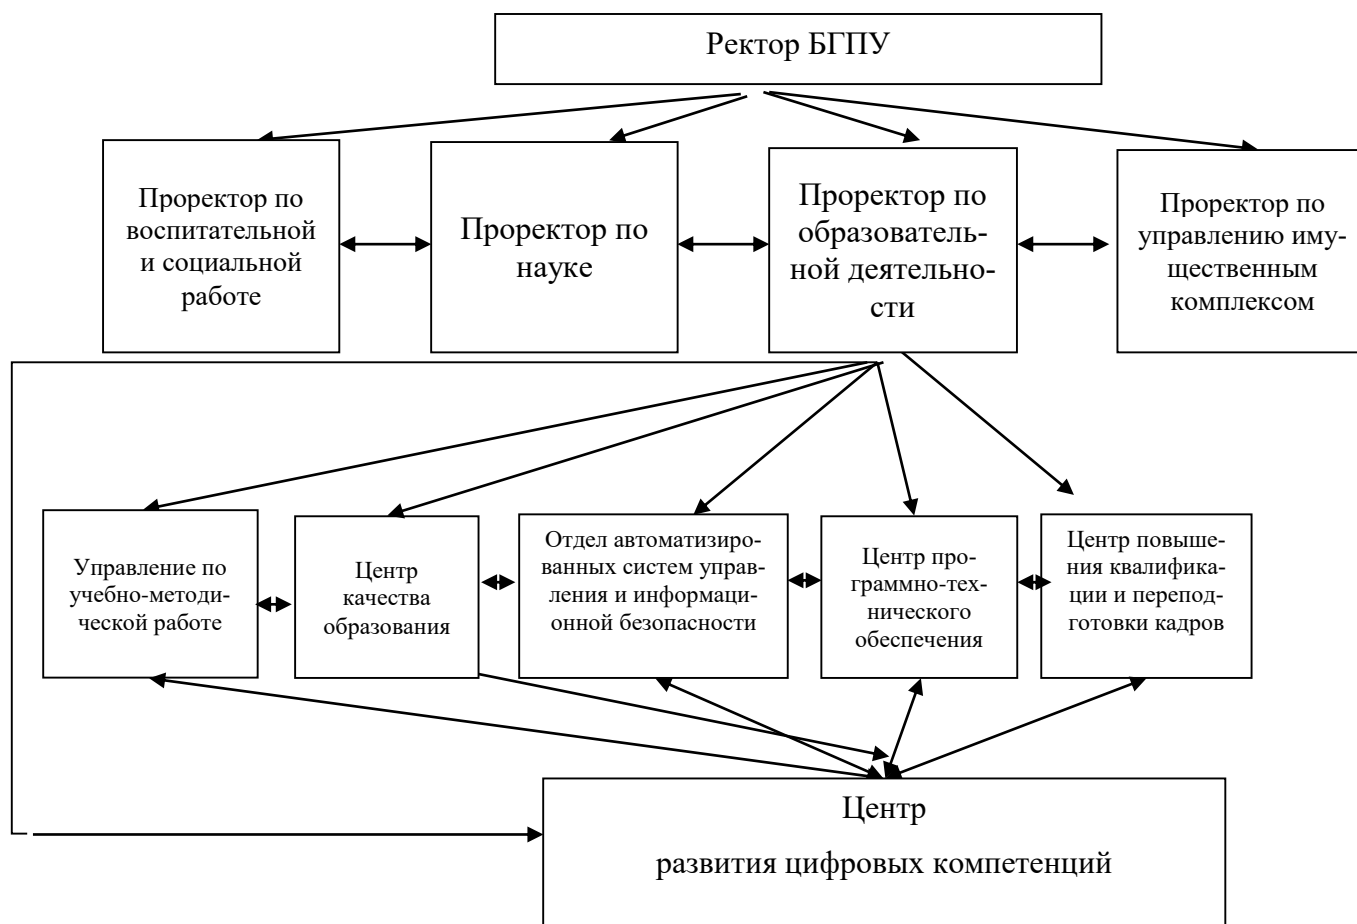 Ректор БГПУ
Проректор по
воспитательной
и социальной
работе
Проректор по
науке
Проректор по
образователь-
ной деятельно-
сти
Проректор по
управлению иму-
щественным
комплексом
Управление по
учебно-методи-
ческой работе
Центр
качества
образования
Отдел автоматизиро-
ванных систем управ-
ления и информаци-
онной безопасности
Центр про-
граммно-тех-
нического
обеспечения
Центр повыше-
ния квалифика-
ции и перепод-
готовки кадров
Центр
развития цифровых компетенций